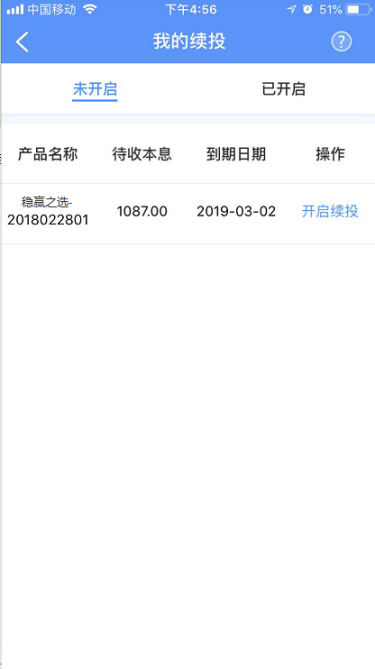 中国移动 下午4:56 51%
我的续投 ?
未开启 已开启
产品名称 待收本息 到期日期 操作
稳赢之选-
2018022801 1087.00 2019-03-02 开启续投